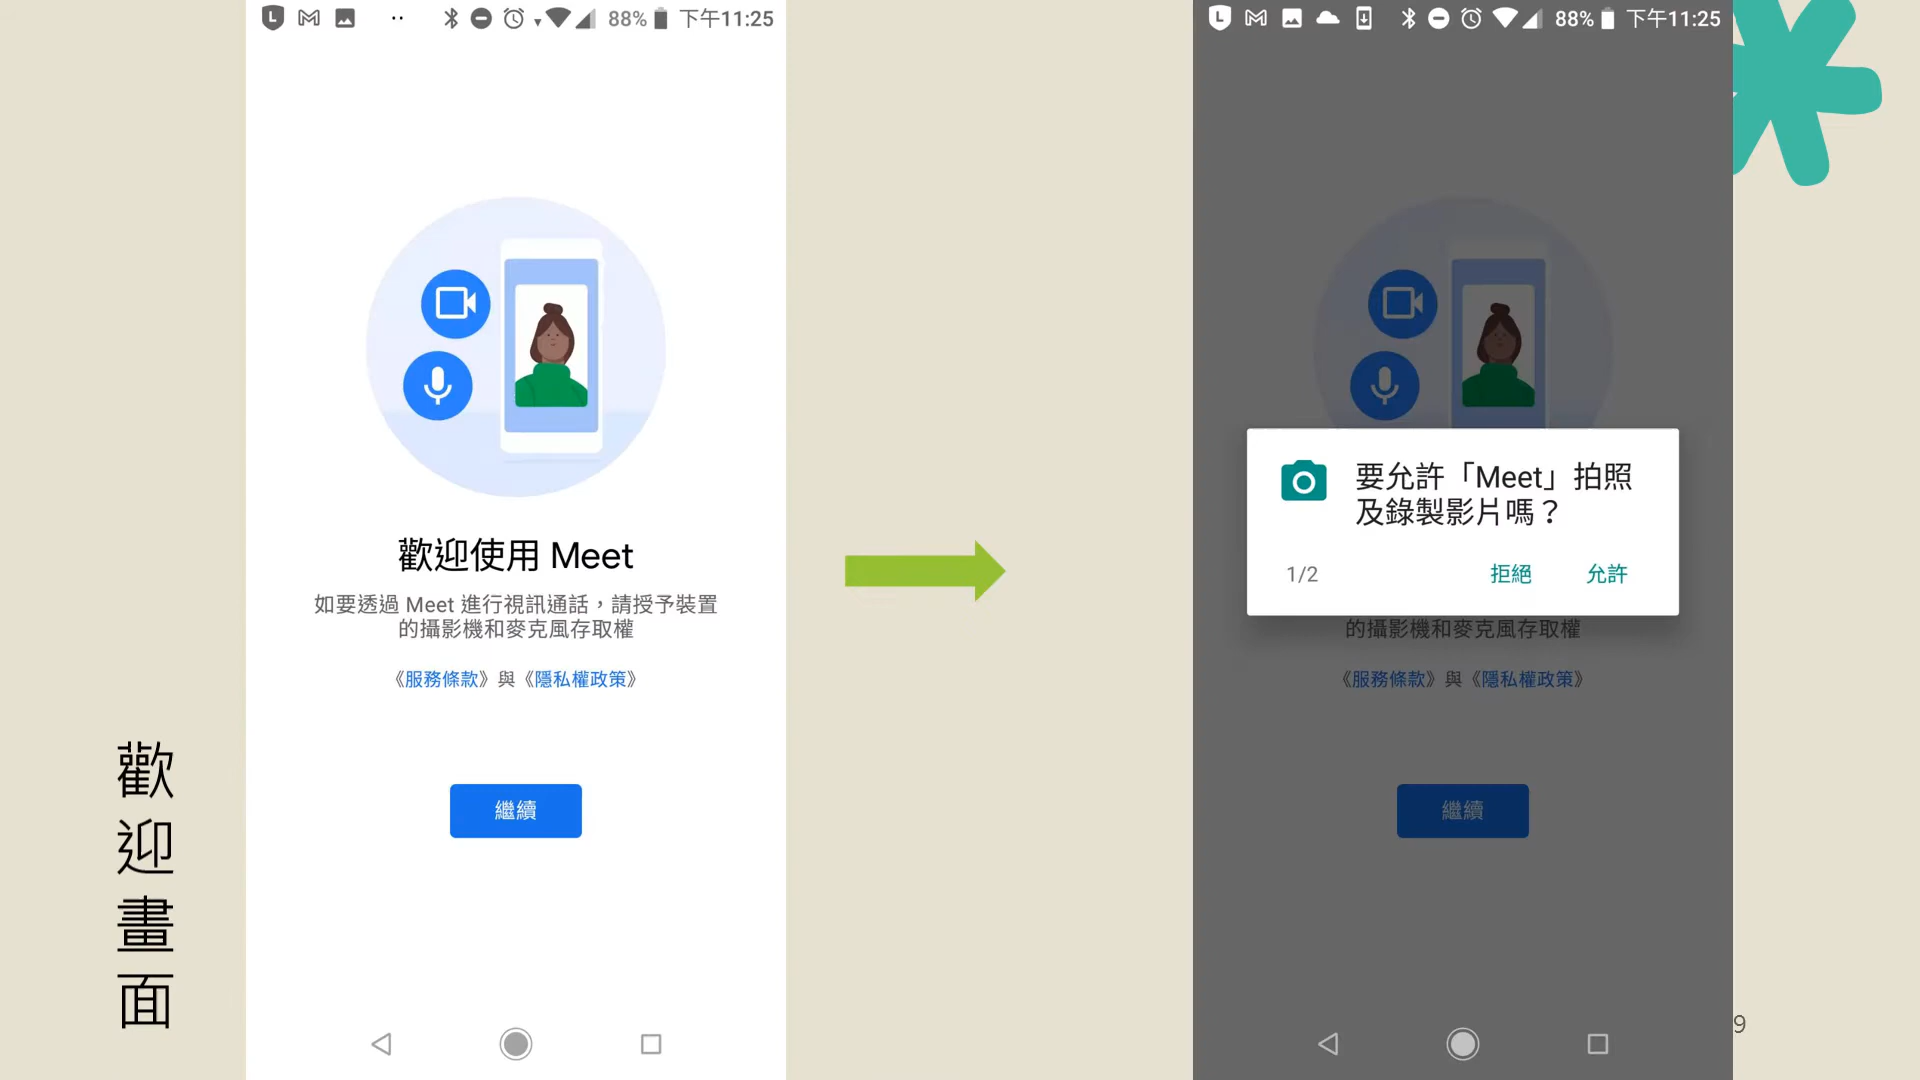 88% 下午11:25
歡迎使用 Meet
如要透過 Meet 進行視訊通話，請授予裝置
的攝影機和麥克風存取權
《服務條款》與《隱私權政策》
繼續
歡迎畫面
88% 下午11:25
要允許「Meet」拍照
及錄製影片嗎？
1/2 拒絕 允許
的攝影機和麥克風存取權
《服務條款》與《隱私權政策》
繼續
9